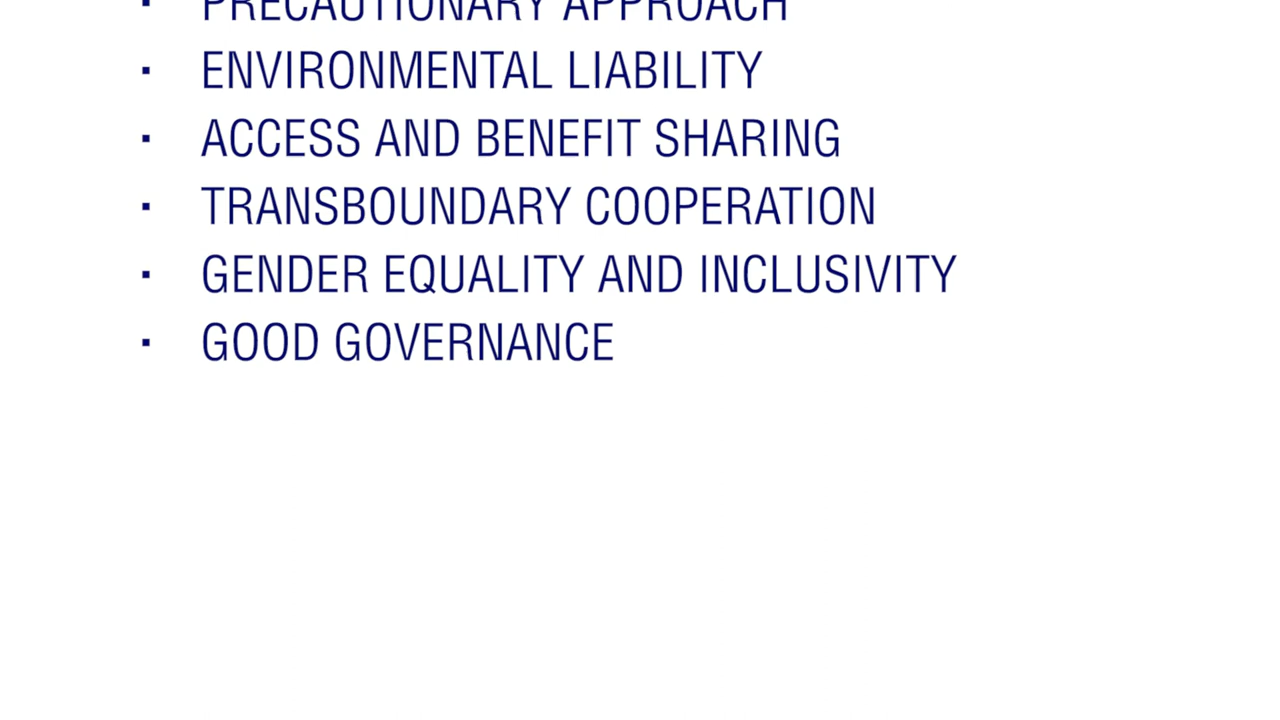 · PRECAUTIONARY APPROACH
· ENVIRONMENTAL LIABILITY
· ACCESS AND BENEFIT SHARING
· TRANSBOUNDARY COOPERATION
· GENDER EQUALITY AND INCLUSIVITY
· GOOD GOVERNANCE